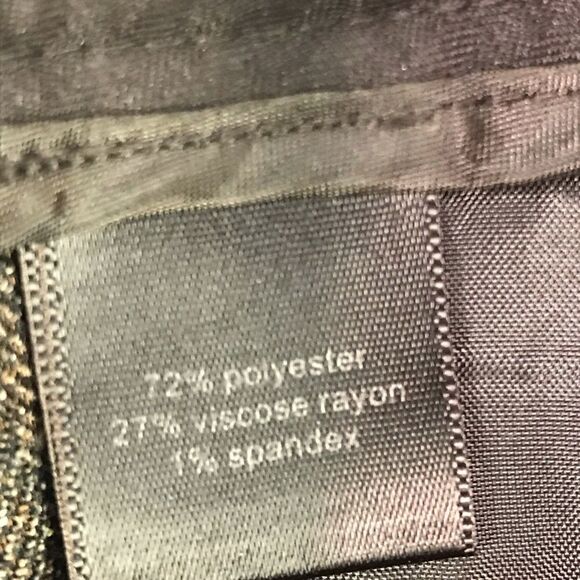 72% polyester
27% viscose rayon
1% spandex